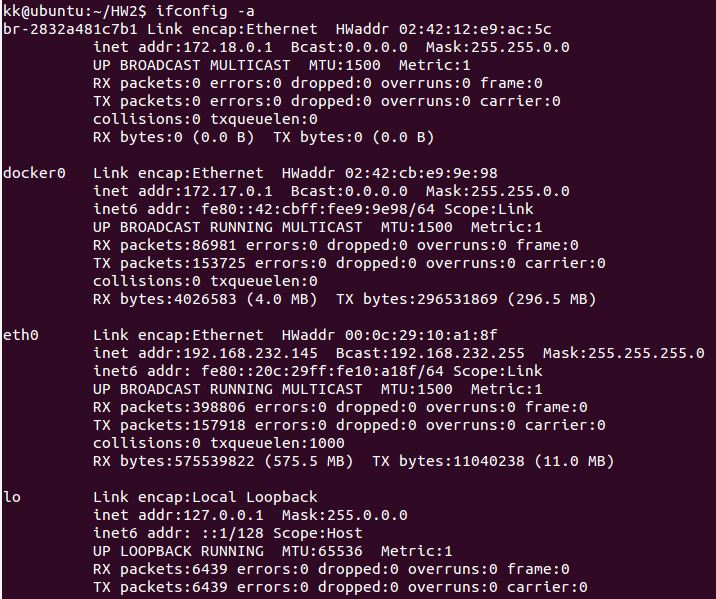 kk@ubuntu:~/HW2$ ifconfig -a
br-2832a481c7b1 Link encap:Ethernet  HWaddr 02:42:12:e9:ac:5c
          inet addr:172.18.0.1  Bcast:0.0.0.0  Mask:255.255.0.0
          UP BROADCAST MULTICAST  MTU:1500  Metric:1
          RX packets:0 errors:0 dropped:0 overruns:0 frame:0
          TX packets:0 errors:0 dropped:0 overruns:0 carrier:0
          collisions:0 txqueuelen:0
          RX bytes:0 (0.0 B)  TX bytes:0 (0.0 B)

docker0   Link encap:Ethernet  HWaddr 02:42:cb:e9:9e:98
          inet addr:172.17.0.1  Bcast:0.0.0.0  Mask:255.255.0.0
          inet6 addr: fe80::42:cbff:fee9:9e98/64 Scope:Link
          UP BROADCAST RUNNING MULTICAST  MTU:1500  Metric:1
          RX packets:86981 errors:0 dropped:0 overruns:0 frame:0
          TX packets:153725 errors:0 dropped:0 overruns:0 carrier:0
          collisions:0 txqueuelen:0
          RX bytes:4026583 (4.0 MB)  TX bytes:296531869 (296.5 MB)

eth0      Link encap:Ethernet  HWaddr 00:0c:29:10:a1:8f
          inet addr:192.168.232.145  Bcast:192.168.232.255  Mask:255.255.255.0
          inet6 addr: fe80::20c:29ff:fe10:a18f/64 Scope:Link
          UP BROADCAST RUNNING MULTICAST  MTU:1500  Metric:1
          RX packets:398806 errors:0 dropped:0 overruns:0 frame:0
          TX packets:157918 errors:0 dropped:0 overruns:0 carrier:0
          collisions:0 txqueuelen:1000
          RX bytes:575539822 (575.5 MB)  TX bytes:11040238 (11.0 MB)

lo        Link encap:Local Loopback
          inet addr:127.0.0.1  Mask:255.0.0.0
          inet6 addr: ::1/128 Scope:Host
          UP LOOPBACK RUNNING  MTU:65536  Metric:1
          RX packets:6439 errors:0 dropped:0 overruns:0 frame:0
          TX packets:6439 errors:0 dropped:0 overruns:0 carrier:0